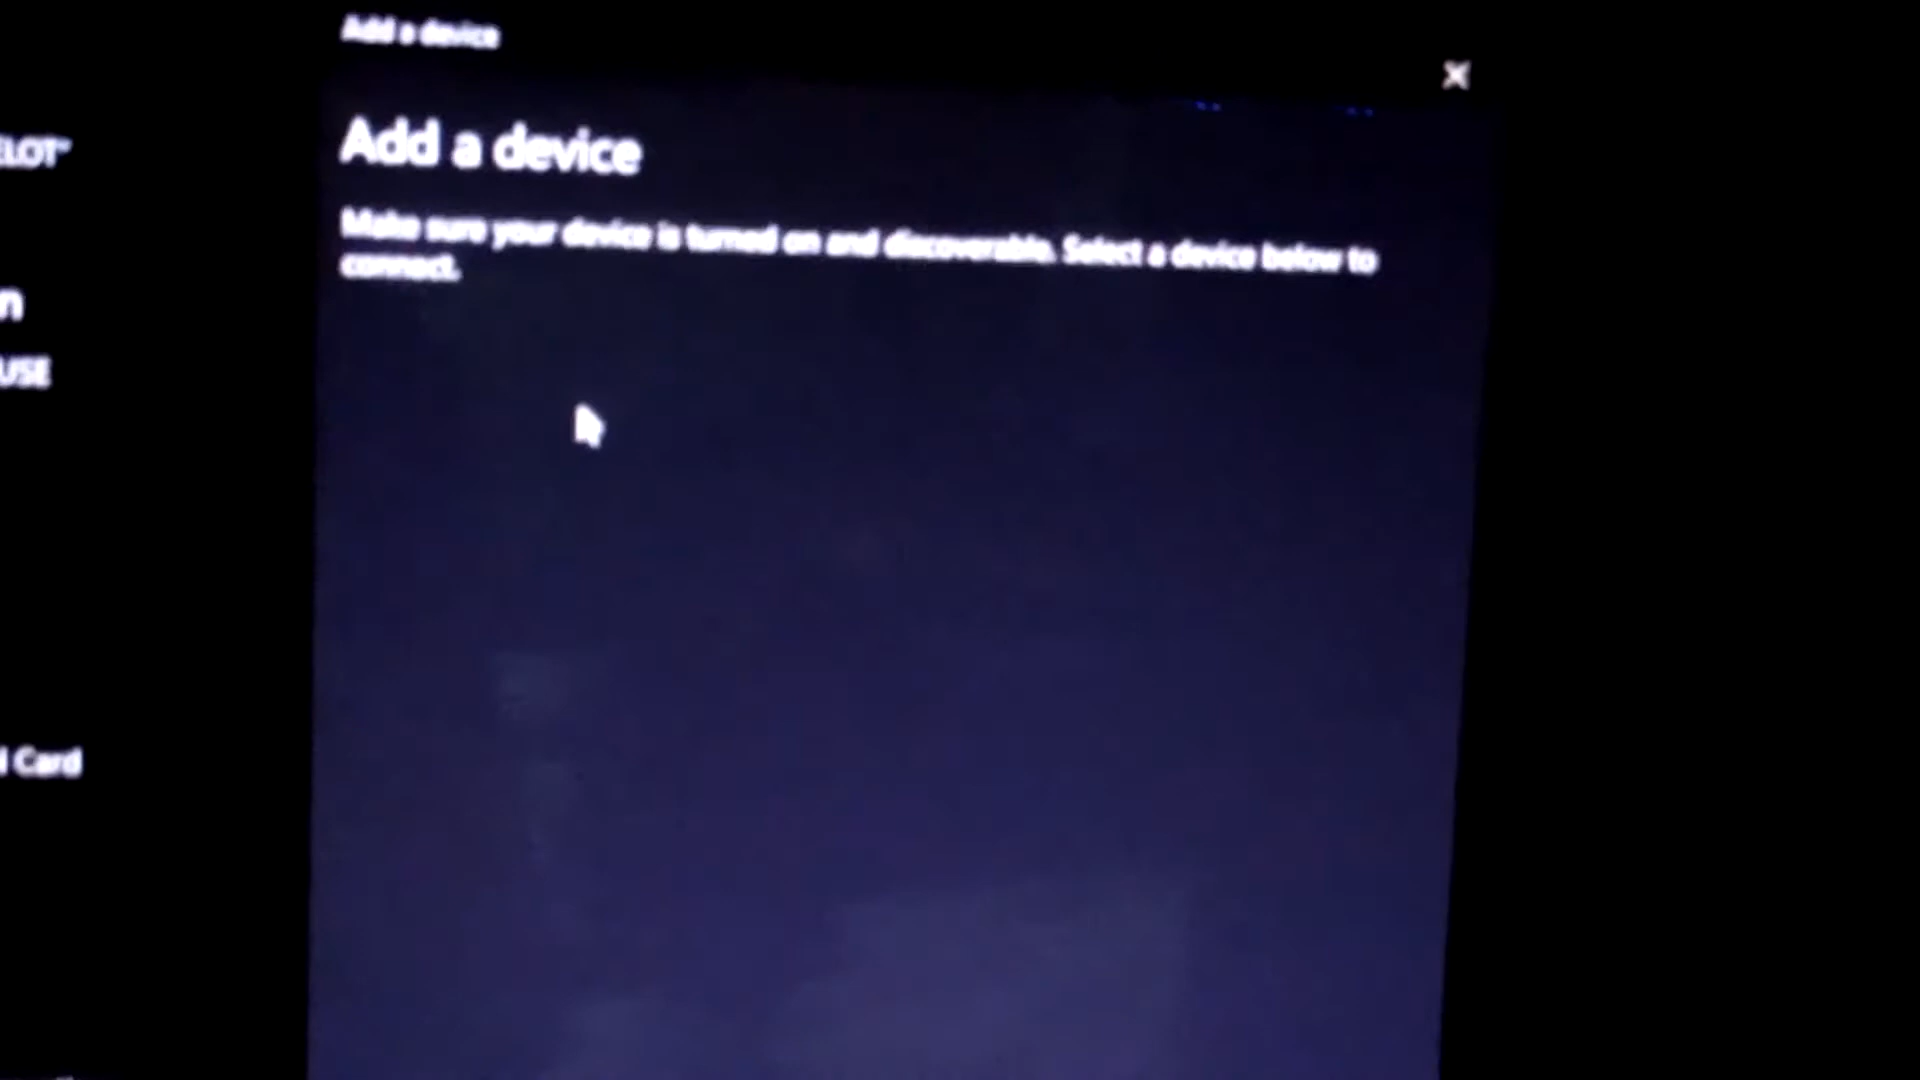 Add a device
Add a device
Make sure your device is turned on and discoverable. Select a device below to
connect.
ELOT"
n
USE
Card